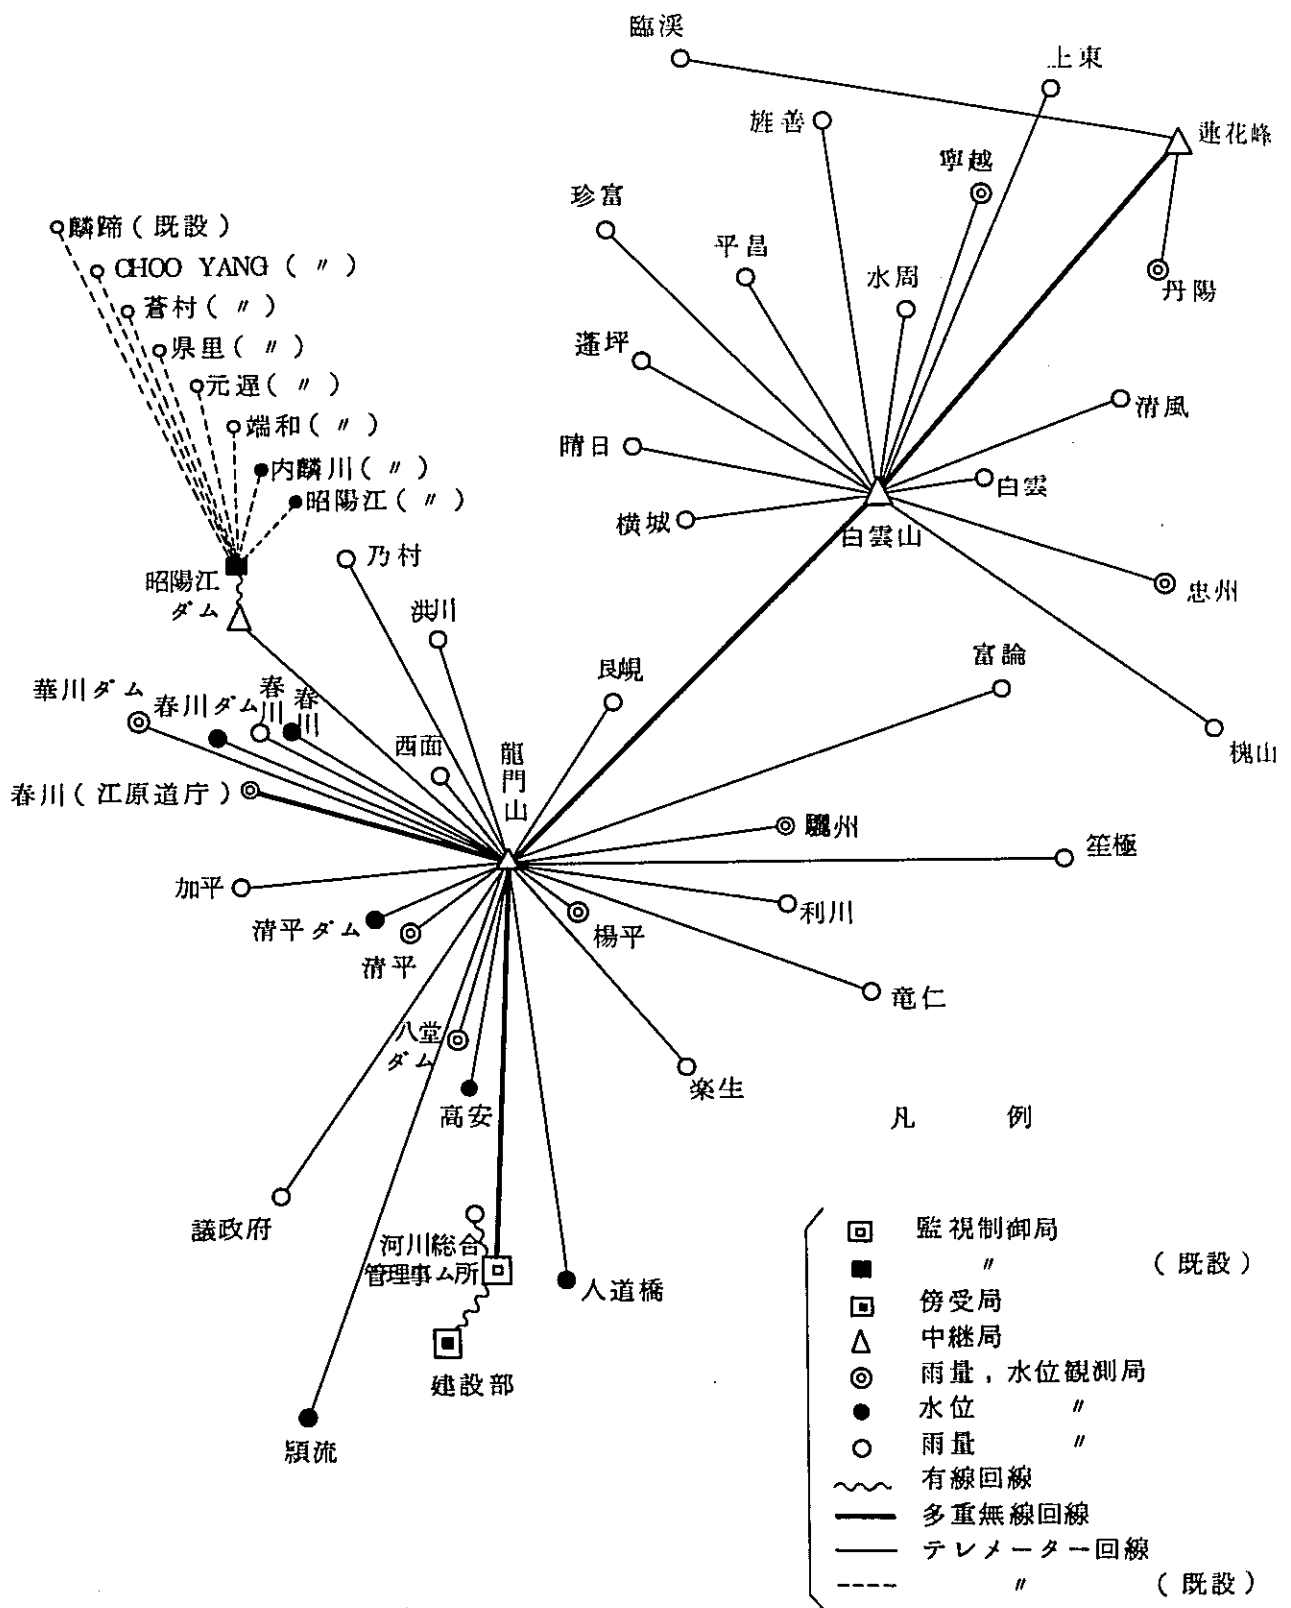 臨渓
上東
旌善
蓮花峰
寧越
珍富
麟蹄(既設)
平昌
CHOO YANG(〃)
水周
丹陽
蒼村(〃)
蓬坪
県里(〃)
元遅(〃)
清風
端和(〃)
晴日
内麟川(〃)
白雲
昭陽江(〃)
横城
白雲山
乃村
昭陽江
ダム
忠州
洪川
富論
艮峴
華川ダム
春川ダム
春川
春川
西面
龍門山
槐山
春川(江原道庁)
驪州
笙極
加平
利川
清平ダム
楊平
清平
竜仁
八堂
ダム
楽生
高安
凡例
議政府
河川総合
管理事ム所
人道橋
建設部
頴流
監視制御局
〃(既設)
傍受局
中継局
雨量,水位観測局
水位〃
雨量〃
有線回線
多重無線回線
テレメーター回線
〃(既設)